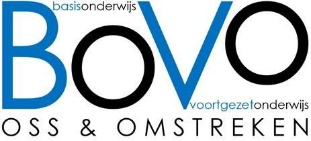 basisonderwijs
BOVO
voortgezetonderwijs
OSS & OMSTREKEN